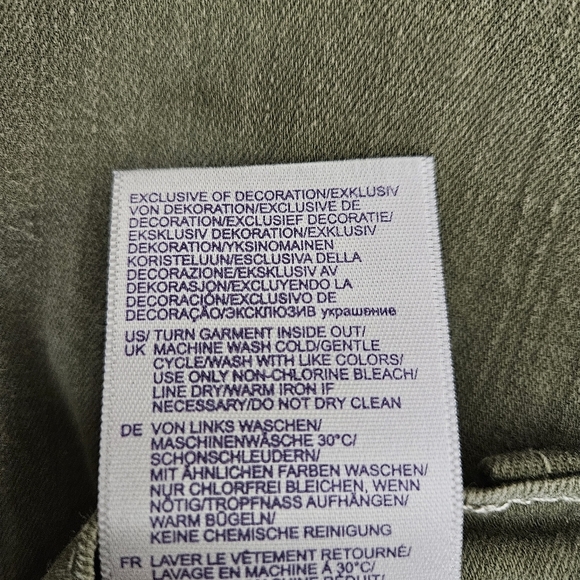 EXCLUSIVE OF DECORATION/EXKLUSIV
VON DEKORATION/EXCLUSIVE DE
DECORATION/EXCLUSIEF DECORATIE/
EKSKLUSIV DEKORATION/EXKLUSIV
DEKORATION/YKSINOMAINEN
KORISTELUUN/ESCLUSIVA DELLA
DECORAZIONE/EKSKLUSIV AV
DEKORASJON/EXCLUYENDO LA
DECORACIÓN/EXCLUSIVO DE
DECORAÇÃO/ЭКСКЛЮЗИВ украшение
US/ TURN GARMENT INSIDE OUT/
UK MACHINE WASH COLD/GENTLE
CYCLE/WASH WITH LIKE COLORS/
USE ONLY NON-CHLORINE BLEACH/
LINE DRY/WARM IRON IF
NECESSARY/DO NOT DRY CLEAN
DE VON LINKS WASCHEN/
MASCHINENWÄSCHE 30°C/
SCHONSCHLEUDERN/
MIT ÄHNLICHEN FARBEN WASCHEN/
NUR CHLORFREI BLEICHEN, WENN
NÖTIG/TROPFNASS AUFHÄNGEN/
WARM BÜGELN/
KEINE CHEMISCHE REINIGUNG
FR LAVER LE VÊTEMENT RETOURNÉ/
LAVAGE EN MACHINE Á 30°C/